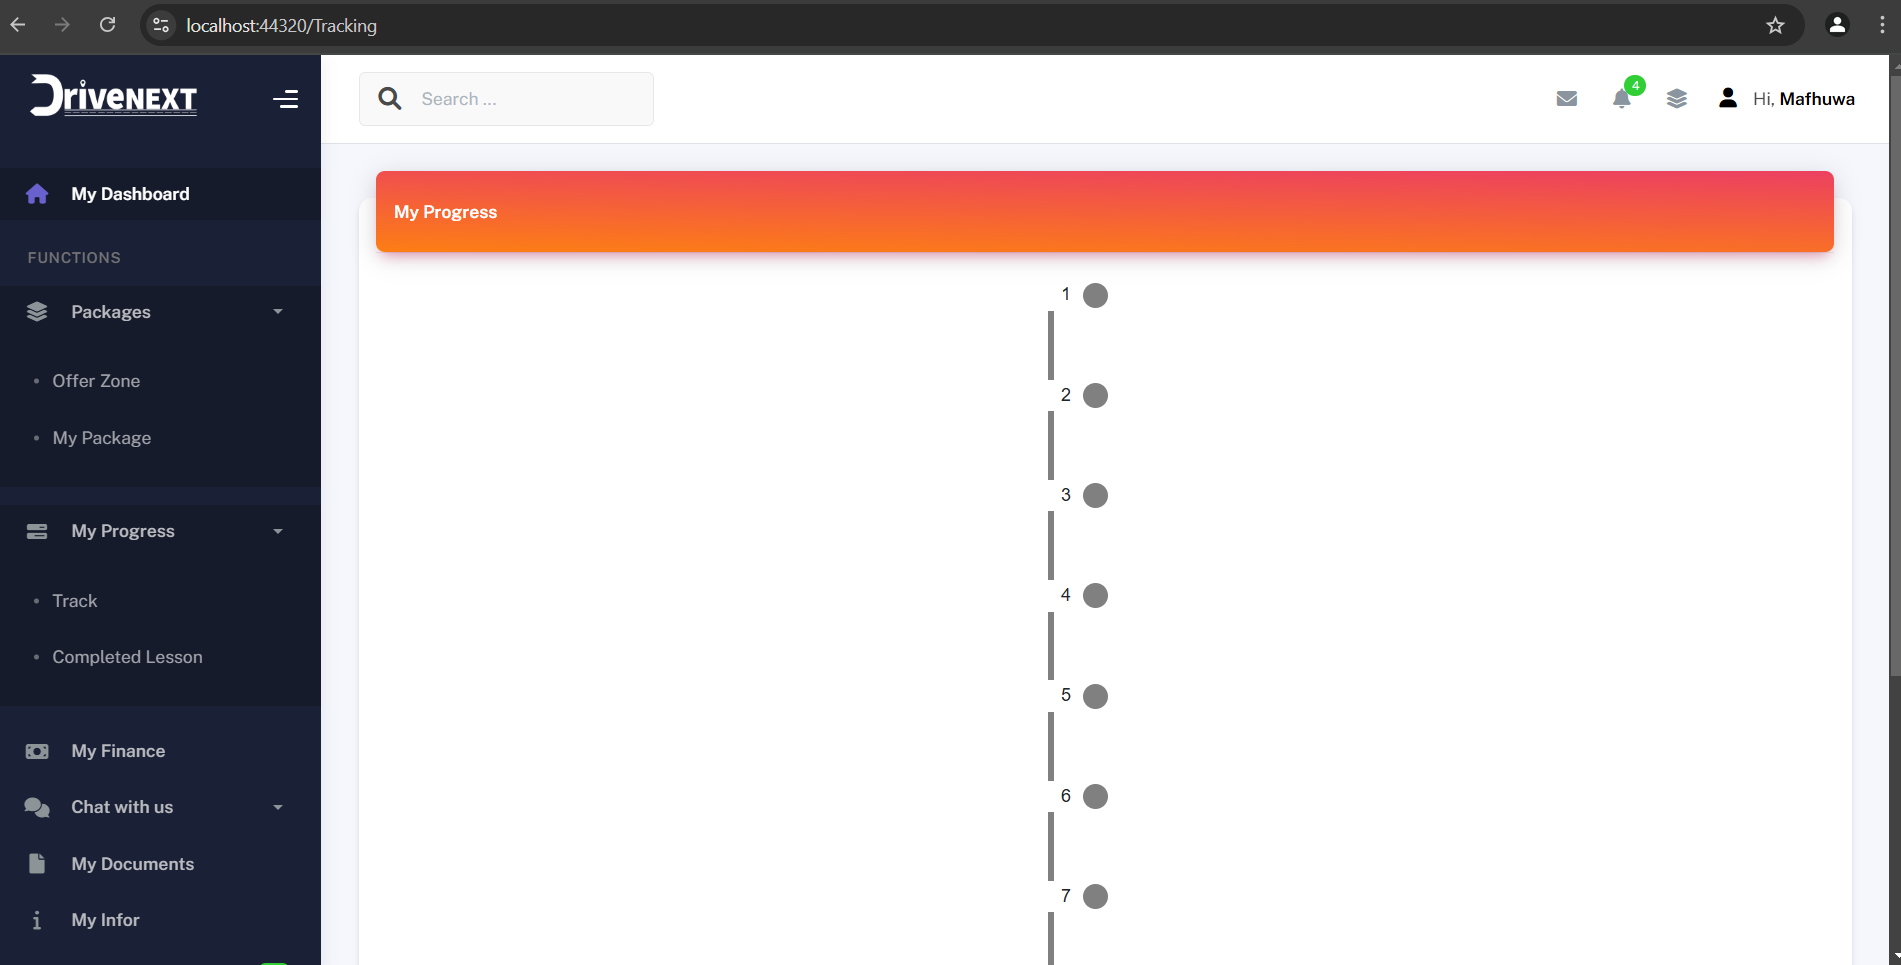 localhost:44320/Tracking
DriveNEXT
Search ...
4
Hi, Mafhuwa
My Dashboard
FUNCTIONS
Packages
Offer Zone
My Package
My Progress
Track
Completed Lesson
My Finance
Chat with us
My Documents
My Infor
My Progress
1
2
3
4
5
6
7